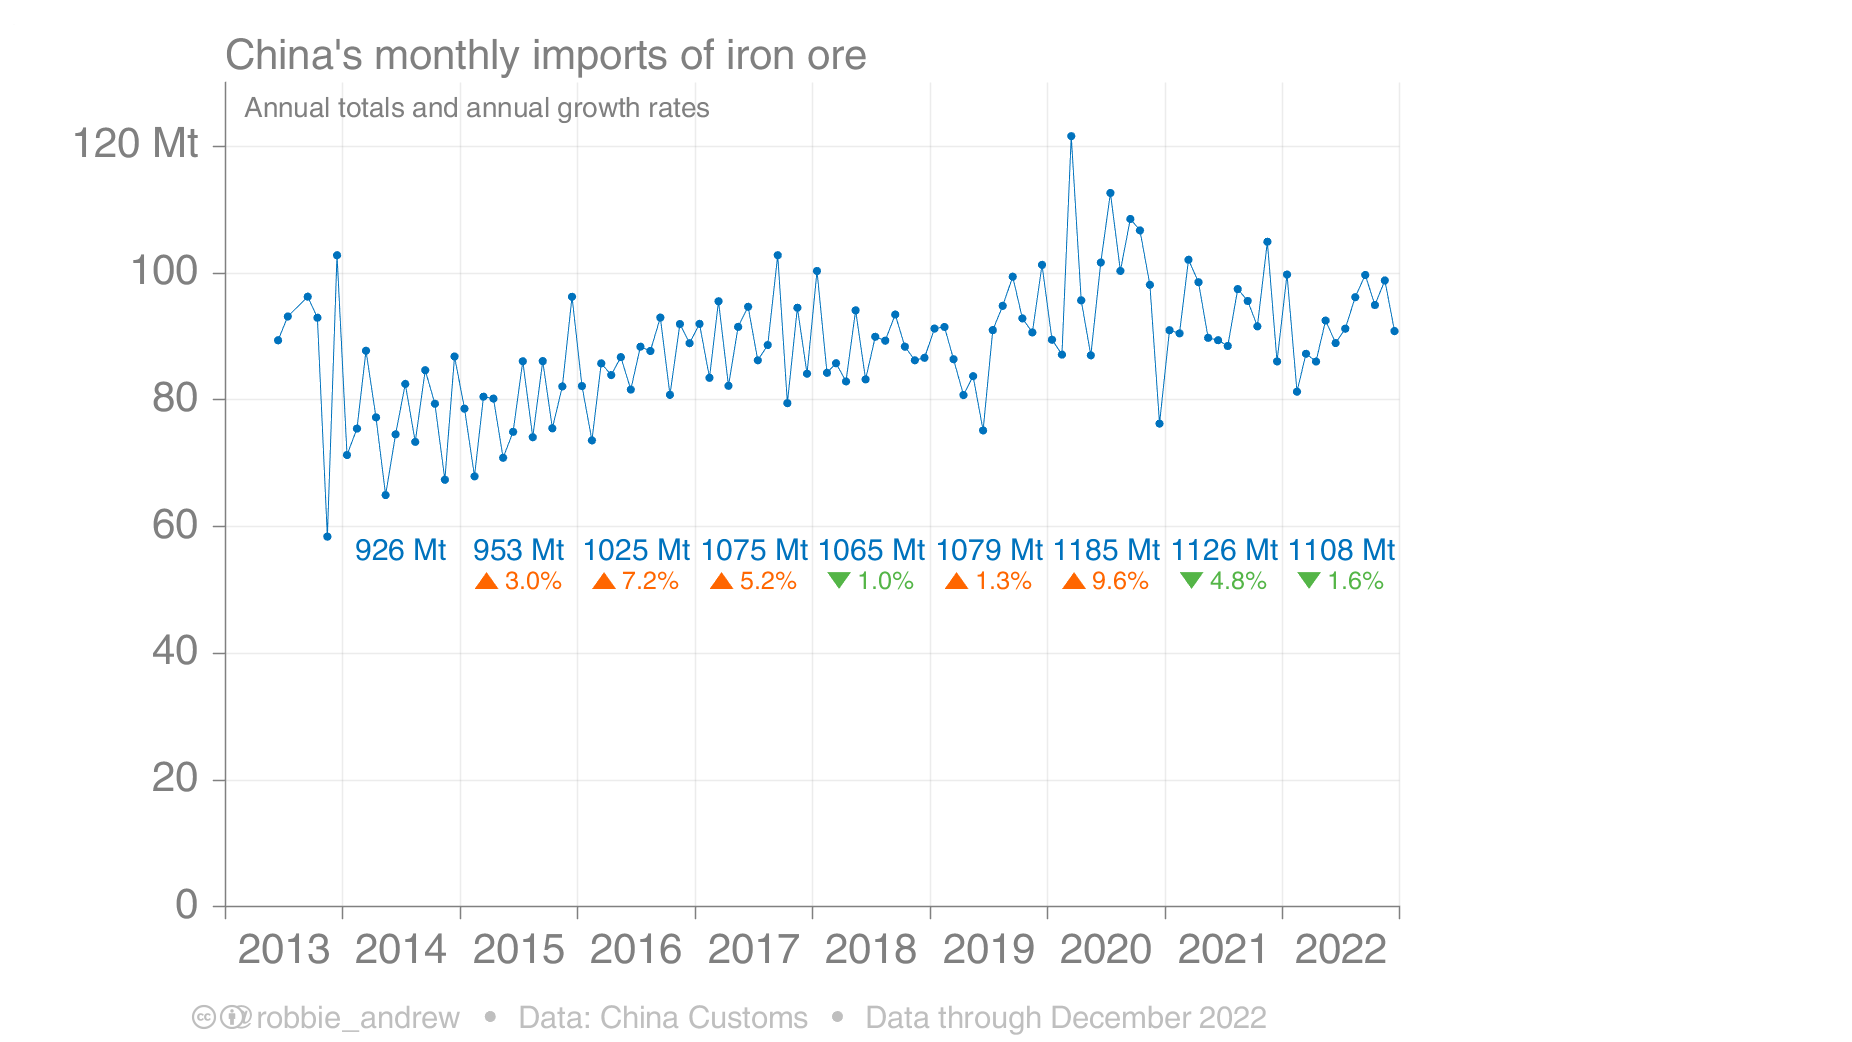 China's monthly imports of iron ore
Annual totals and annual growth rates
120 Mt
100
80
60
926 Mt 953 Mt 1025 Mt 1075 Mt 1065 Mt 1079 Mt 1185 Mt 1126 Mt 1108 Mt
▲ 3.0% ▲ 7.2% ▲ 5.2% ▼ 1.0% ▲ 1.3% ▲ 9.6% ▼ 4.8% ▼ 1.6%
40
20
0
2013 2014 2015 2016 2017 2018 2019 2020 2021 2022
cc @robbie_andrew • Data: China Customs • Data through December 2022